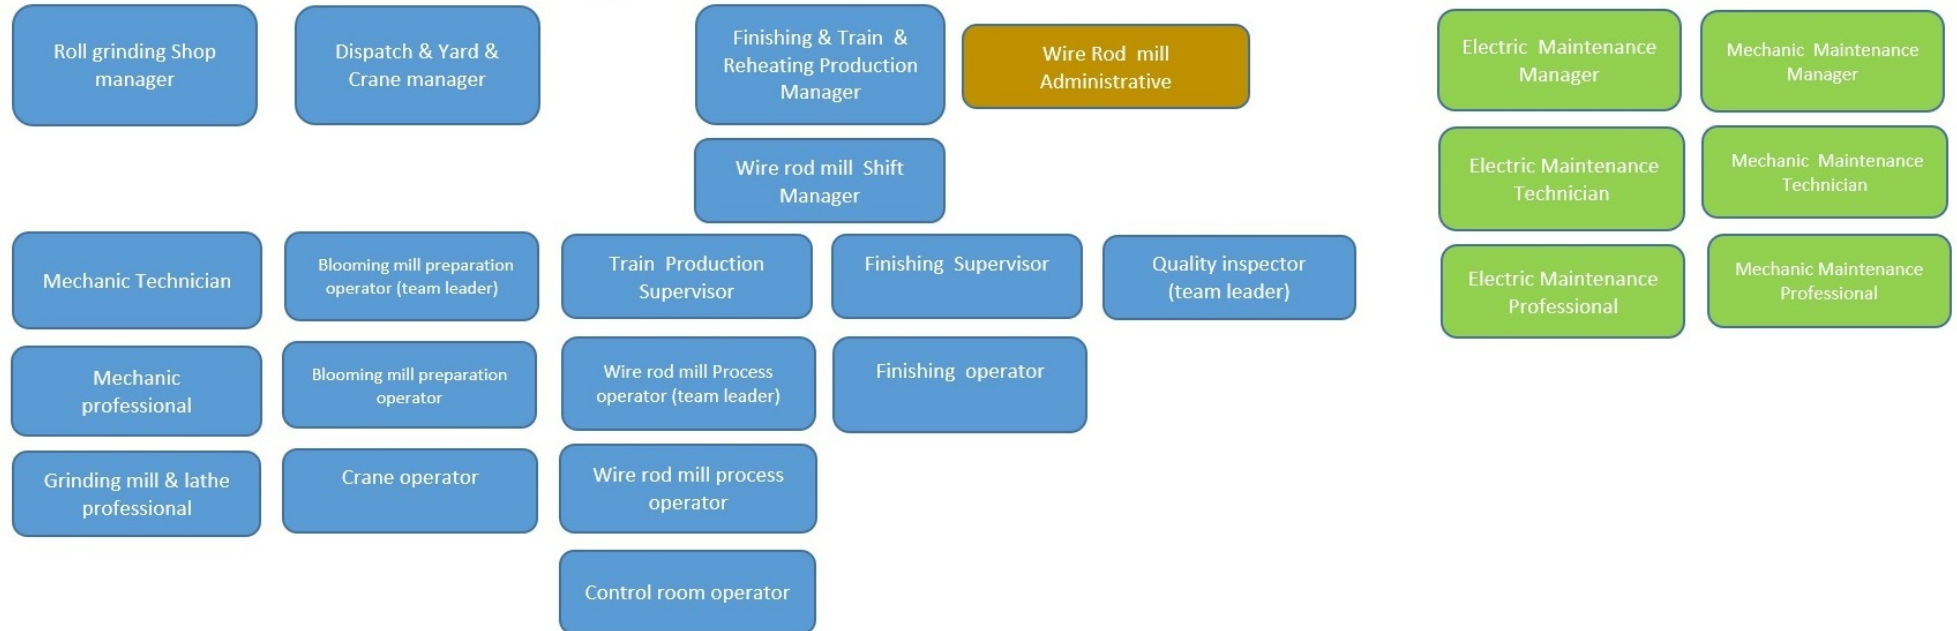 Roll grinding Shop
manager
Dispatch & Yard &
Crane manager
Finishing & Train &
Reheating Production
Manager
Wire Rod mill
Administrative
Electric Maintenance
Manager
Mechanic Maintenance
Manager
Wire rod mill Shift
Manager
Electric Maintenance
Technician
Mechanic Maintenance
Technician
Mechanic Technician
Blooming mill preparation
operator (team leader)
Train Production
Supervisor
Finishing Supervisor
Quality inspector
(team leader)
Electric Maintenance
Professional
Mechanic Maintenance
Professional
Mechanic
professional
Blooming mill preparation
operator
Wire rod mill Process
operator (team leader)
Finishing operator
Grinding mill & lathe
professional
Crane operator
Wire rod mill process
operator
Control room operator